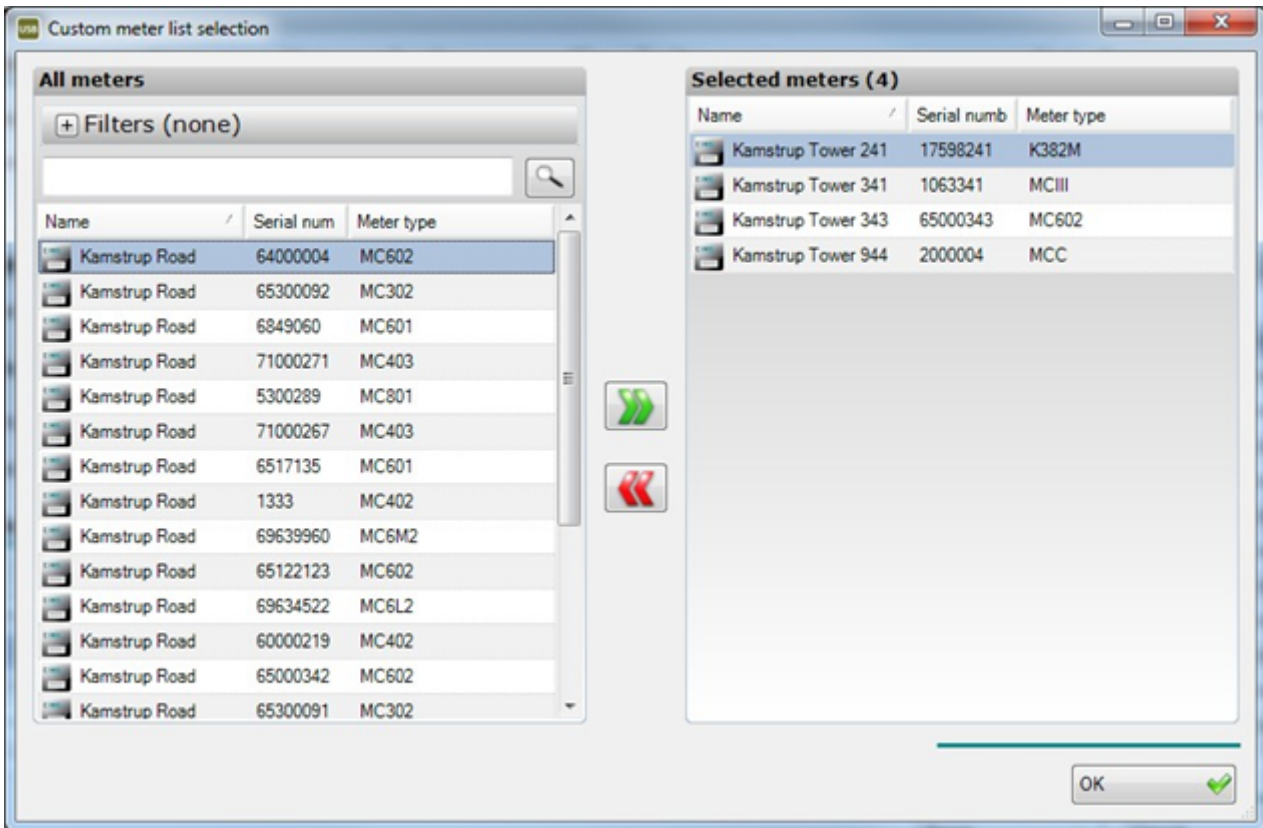 USB Custom meter list selection
All meters
Filters (none)
Name Serial num Meter type
Kamstrup Road 64000004 MC602
Kamstrup Road 65300092 MC302
Kamstrup Road 6849060 MC601
Kamstrup Road 71000271 MC403
Kamstrup Road 5300289 MC801
Kamstrup Road 71000267 MC403
Kamstrup Road 6517135 MC601
Kamstrup Road 1333 MC402
Kamstrup Road 69639960 MC6M2
Kamstrup Road 65122123 MC602
Kamstrup Road 69634522 MC6L2
Kamstrup Road 60000219 MC402
Kamstrup Road 65000342 MC602
Kamstrup Road 65300091 MC302
Selected meters (4)
Name Serial numb Meter type
Kamstrup Tower 241 17598241 K382M
Kamstrup Tower 341 1063341 MCIII
Kamstrup Tower 343 65000343 MC602
Kamstrup Tower 944 2000004 MCC
OK